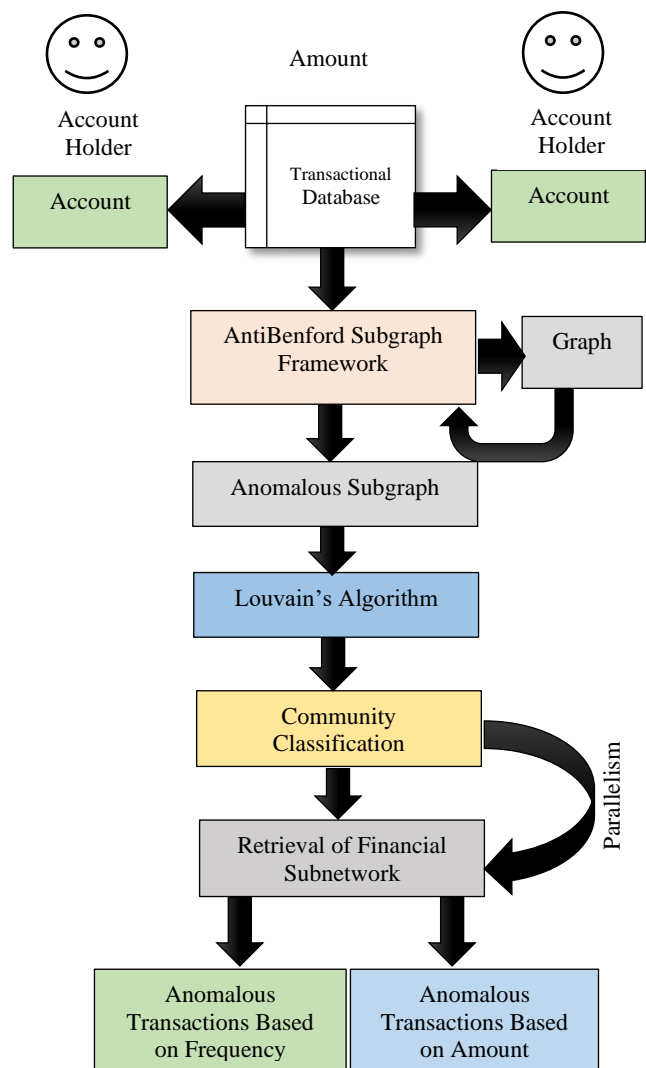 Amount
Account
Holder
Account
Holder
Account
Transactional
Database
Account
AntiBenford Subgraph
Framework
Graph
Anomalous Subgraph
Louvain's Algorithm
Community
Classification
Parallelism
Retrieval of Financial
Subnetwork
Anomalous
Transactions Based
on Frequency
Anomalous
Transactions Based
on Amount